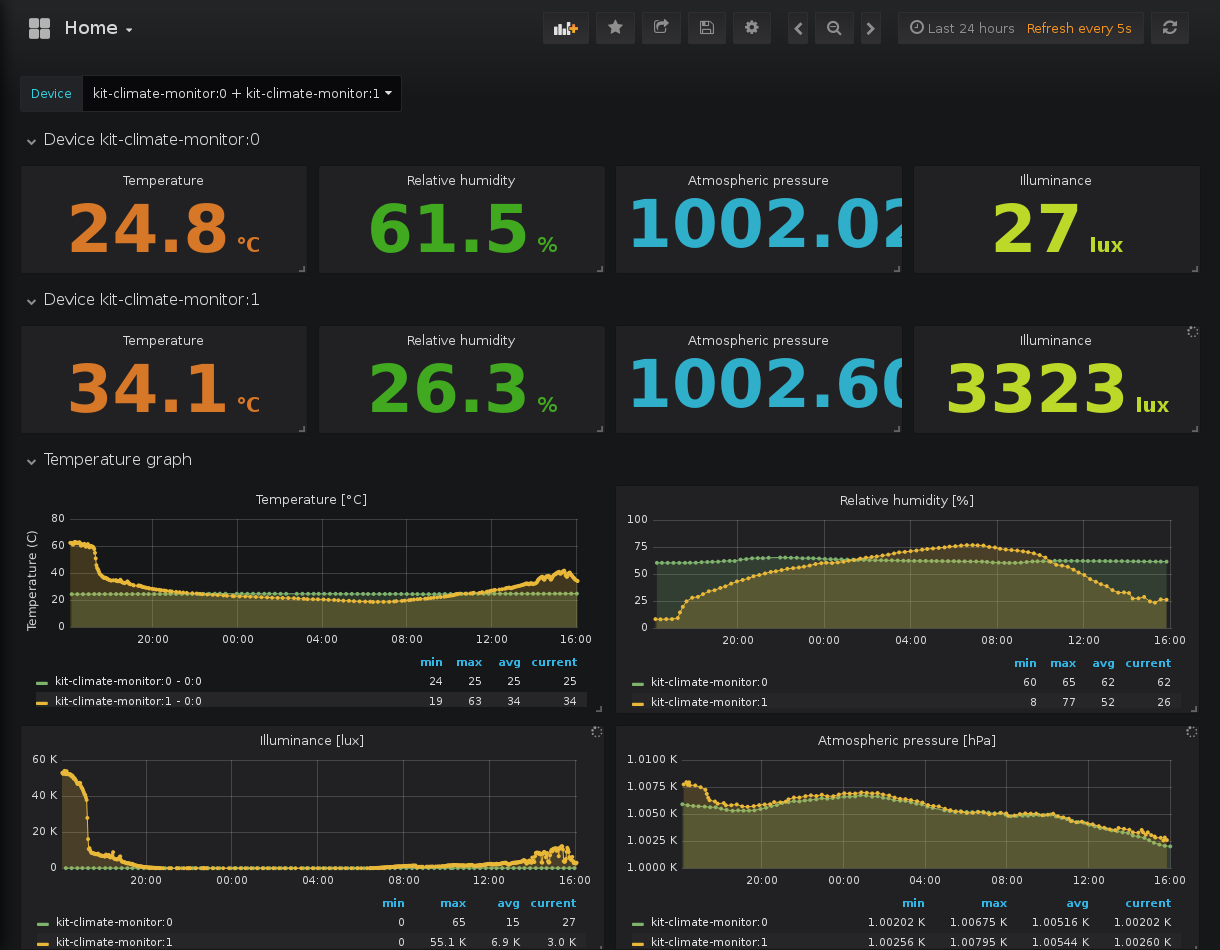 Home
Last 24 hours Refresh every 5s
Device kit-climate-monitor:0 + kit-climate-monitor:1
Device kit-climate-monitor:0
Temperature Relative humidity Atmospheric pressure Illuminance
24.8 °C 61.5 % 1002.02 27 lux
Device kit-climate-monitor:1
Temperature Relative humidity Atmospheric pressure Illuminance
34.1 °C 26.3 % 1002.60 3323 lux
Temperature graph
Temperature [°C]
Temperature (C)
80
60
40
20
0
20:00 00:00 04:00 08:00 12:00 16:00
min max avg current
kit-climate-monitor:0 - 0:0 24 25 25 25
kit-climate-monitor:1 - 0:0 19 63 34 34
Relative humidity [%]
100
75
50
25
0
20:00 00:00 04:00 08:00 12:00 16:00
min max avg current
kit-climate-monitor:0 60 65 62 62
kit-climate-monitor:1 8 77 52 26
Illuminance [lux]
60 K
40 K
20 K
0
20:00 00:00 04:00 08:00 12:00 16:00
min max avg current
kit-climate-monitor:0 0 65 15 27
kit-climate-monitor:1 0 55.1 K 6.9 K 3.0 K
Atmospheric pressure [hPa]
1.0100 K
1.0075 K
1.0050 K
1.0025 K
1.0000 K
20:00 00:00 04:00 08:00 12:00 16:00
min max avg current
kit-climate-monitor:0 1.00202 K 1.00675 K 1.00516 K 1.00202 K
kit-climate-monitor:1 1.00256 K 1.00795 K 1.00544 K 1.00260 K